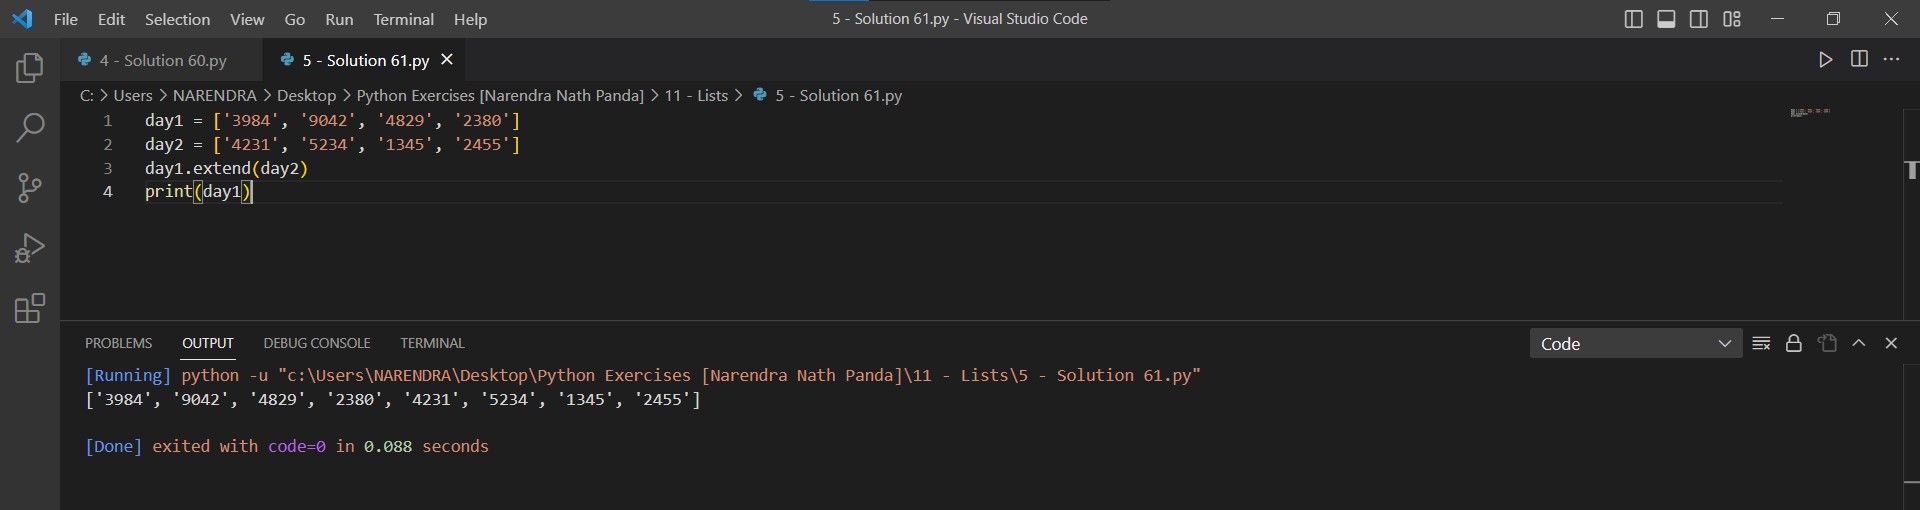 File Edit Selection View Go Run Terminal Help 5 - Solution 61.py - Visual Studio Code
4 - Solution 60.py 5 - Solution 61.py
C: > Users > NARENDRA > Desktop > Python Exercises [Narendra Nath Panda] > 11 - Lists > 5 - Solution 61.py
1 day1 = ['3984', '9042', '4829', '2380']
2 day2 = ['4231', '5234', '1345', '2455']
3 day1.extend(day2)
4 print(day1)
PROBLEMS OUTPUT DEBUG CONSOLE TERMINAL Code
[Running] python -u "c:\Users\NARENDRA\Desktop\Python Exercises [Narendra Nath Panda]\11 - Lists\5 - Solution 61.py"
['3984', '9042', '4829', '2380', '4231', '5234', '1345', '2455']
[Done] exited with code=0 in 0.088 seconds